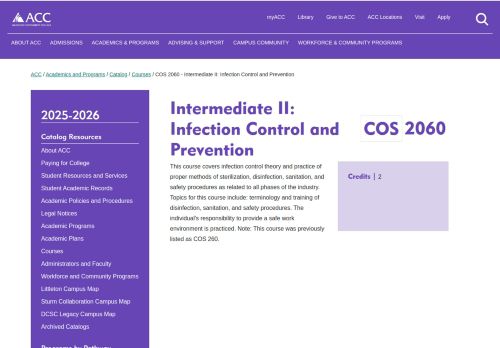 ACC
myACC Library Give to ACC ACC Locations Visit Apply
ABOUT ACC ADMISSIONS ACADEMICS & PROGRAMS ADVISING & SUPPORT CAMPUS COMMUNITY WORKFORCE & COMMUNITY PROGRAMS
ACC / Academics and Programs / Catalog / Courses / COS 2060 - Intermediate II: Infection Control and Prevention
2025-2026
Catalog Resources
About ACC
Paying for College
Student Resources and Services
Student Academic Records
Academic Policies and Procedures
Legal Notices
Academic Programs
Academic Plans
Courses
Administrators and Faculty
Workforce and Community Programs
Littleton Campus Map
Sturm Collaboration Campus Map
DCSC Legacy Campus Map
Archived Catalogs
Programs by Pathway
Intermediate II:
Infection Control and
Prevention
COS 2060
This course covers infection control theory and practice of
proper methods of sterilization, disinfection, sanitation, and
safety procedures as related to all phases of the industry.
Topics for this course include: terminology and training of
disinfection, sanitation, and safety procedures. The
individual's responsibility to provide a safe work
environment is practiced. Note: This course was previously
listed as COS 260.
Credits | 2